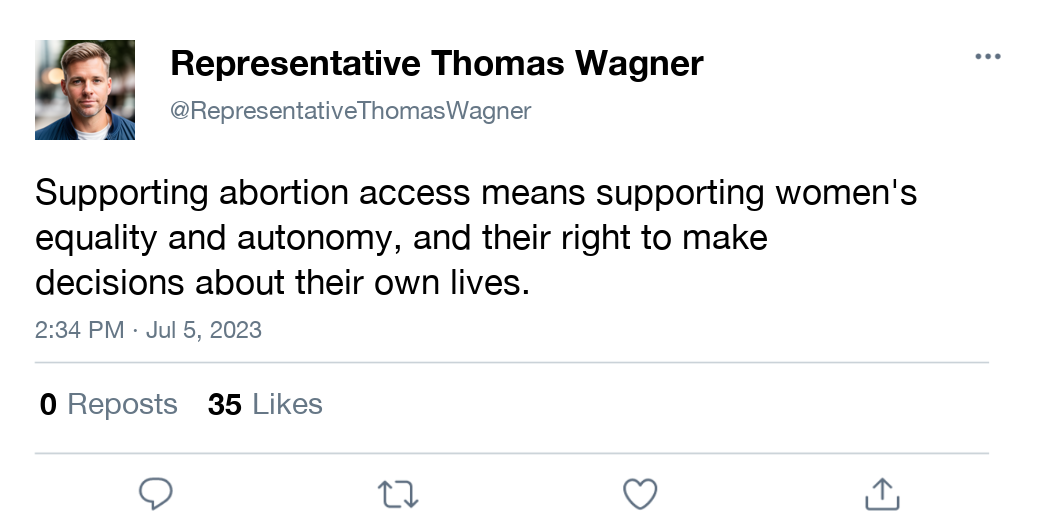 Representative Thomas Wagner
@RepresentativeThomasWagner
Supporting abortion access means supporting women's
equality and autonomy, and their right to make
decisions about their own lives.
2:34 PM · Jul 5, 2023
0 Reposts 35 Likes